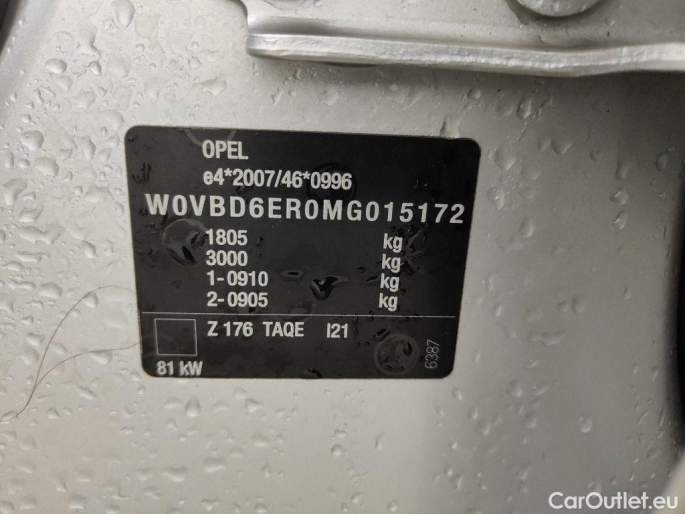 OPEL
e4*2007/46*0996
W0VBD6ER0MG015172
1805 kg
3000 kg
1-0910 kg
2-0905 kg
Z 176 TAQE I21
81 kW
6387
CarOutlet.eu